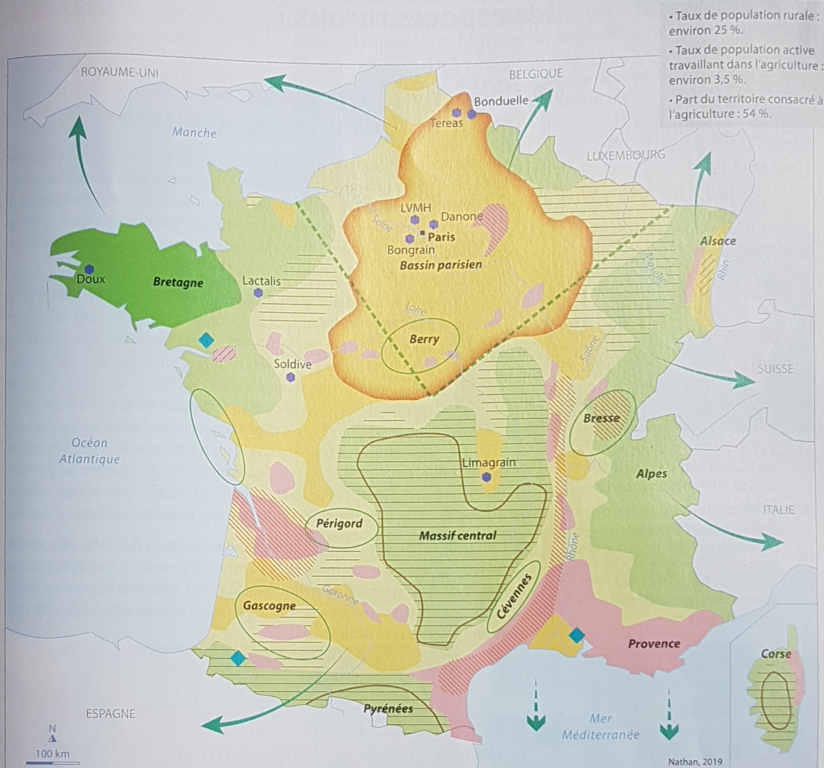 • Taux de population rurale :
environ 25 %.
• Taux de population active
travaillant dans l'agriculture :
environ 3,5 %.
• Part du territoire consacré à
l'agriculture : 54 %.
ROYAUME-UNI
BELGIQUE
Manche
Bonduelle
Tereas
LUXEMBOURG
Seine
LVMH
Danone
Paris
Bongrain
Bassin parisien
Alsace
Rhin
Moselle
Doux
Bretagne
Lactalis
Loire
Berry
Saône
SUISSE
Soldive
Bresse
Océan
Atlantique
Limagrain
Alpes
ITALIE
Périgord
Massif central
Rhône
Cévennes
Garonne
Gascogne
Provence
Corse
Pyrénées
ESPAGNE
Mer
Méditerranée
N
100 km
Nathan, 2019